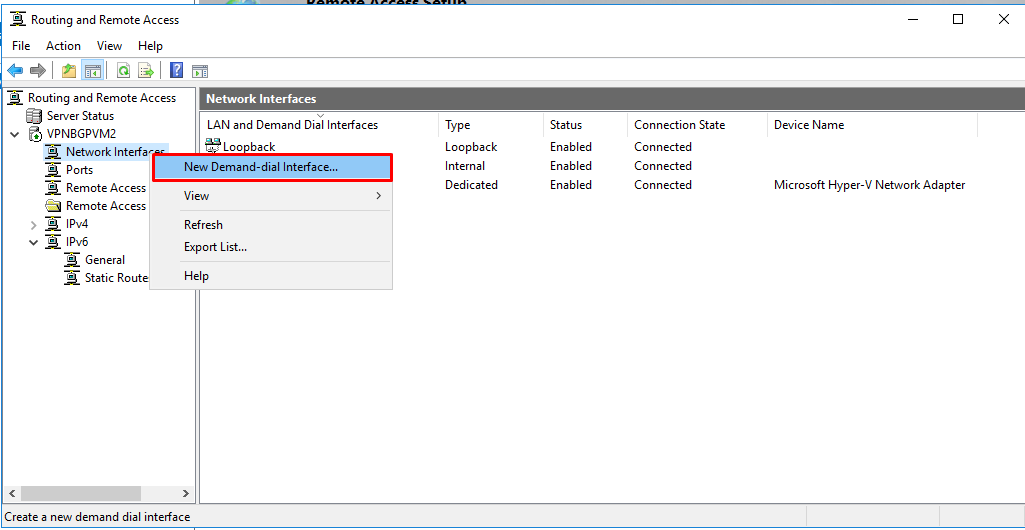 Remote Access Setup
Routing and Remote Access
File Action View Help
Routing and Remote Access
Server Status
VPNBGPVM2
Network Interfaces
Ports
Remote Access
Remote Access
IPv4
IPv6
General
Static Routes
New Demand-dial Interface...
View
Refresh
Export List...
Help
Network Interfaces
LAN and Demand Dial Interfaces Type Status Connection State Device Name
Loopback Loopback Enabled Connected
Internal Enabled Connected
Dedicated Enabled Connected Microsoft Hyper-V Network Adapter
Create a new demand dial interface